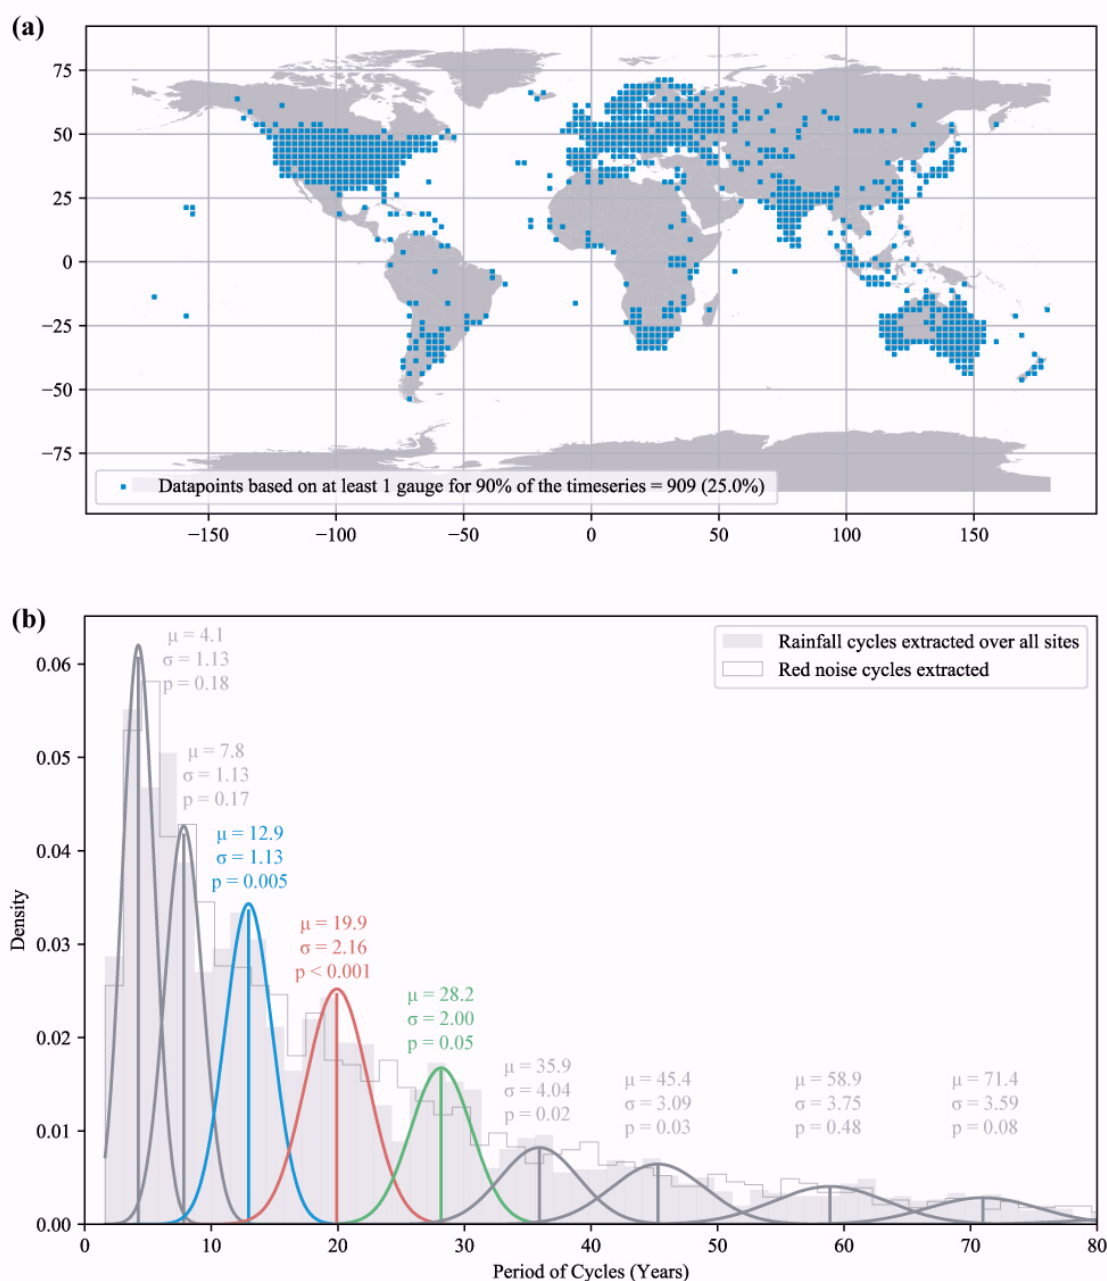 (a)
75
50
25
0
−25
−50
−75
Datapoints based on at least 1 gauge for 90% of the timeseries = 909 (25.0%)
−150
−100
−50
0
50
100
150
(b)
Rainfall cycles extracted over all sites
Red noise cycles extracted
μ = 4.1
σ = 1.13
p = 0.18
μ = 7.8
σ = 1.13
p = 0.17
μ = 12.9
σ = 1.13
p = 0.005
μ = 19.9
σ = 2.16
p < 0.001
μ = 28.2
σ = 2.00
p = 0.05
μ = 35.9
σ = 4.04
p = 0.02
μ = 45.4
σ = 3.09
p = 0.03
μ = 58.9
σ = 3.75
p = 0.48
μ = 71.4
σ = 3.59
p = 0.08
Density
0.06
0.05
0.04
0.03
0.02
0.01
0.00
0
10
20
30
40
50
60
70
80
Period of Cycles (Years)